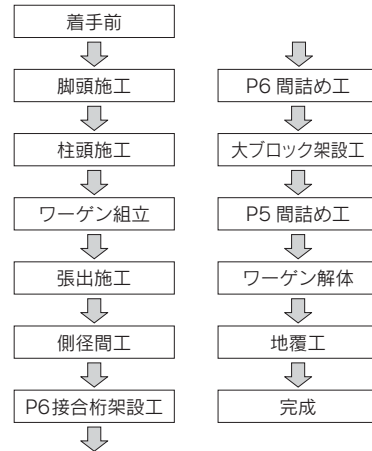 着手前
脚頭施工
柱頭施工
ワーゲン組立
張出施工
側径間工
P6接合桁架設工
P6 間詰め工
大ブロック架設工
P5 間詰め工
ワーゲン解体
地覆工
完成